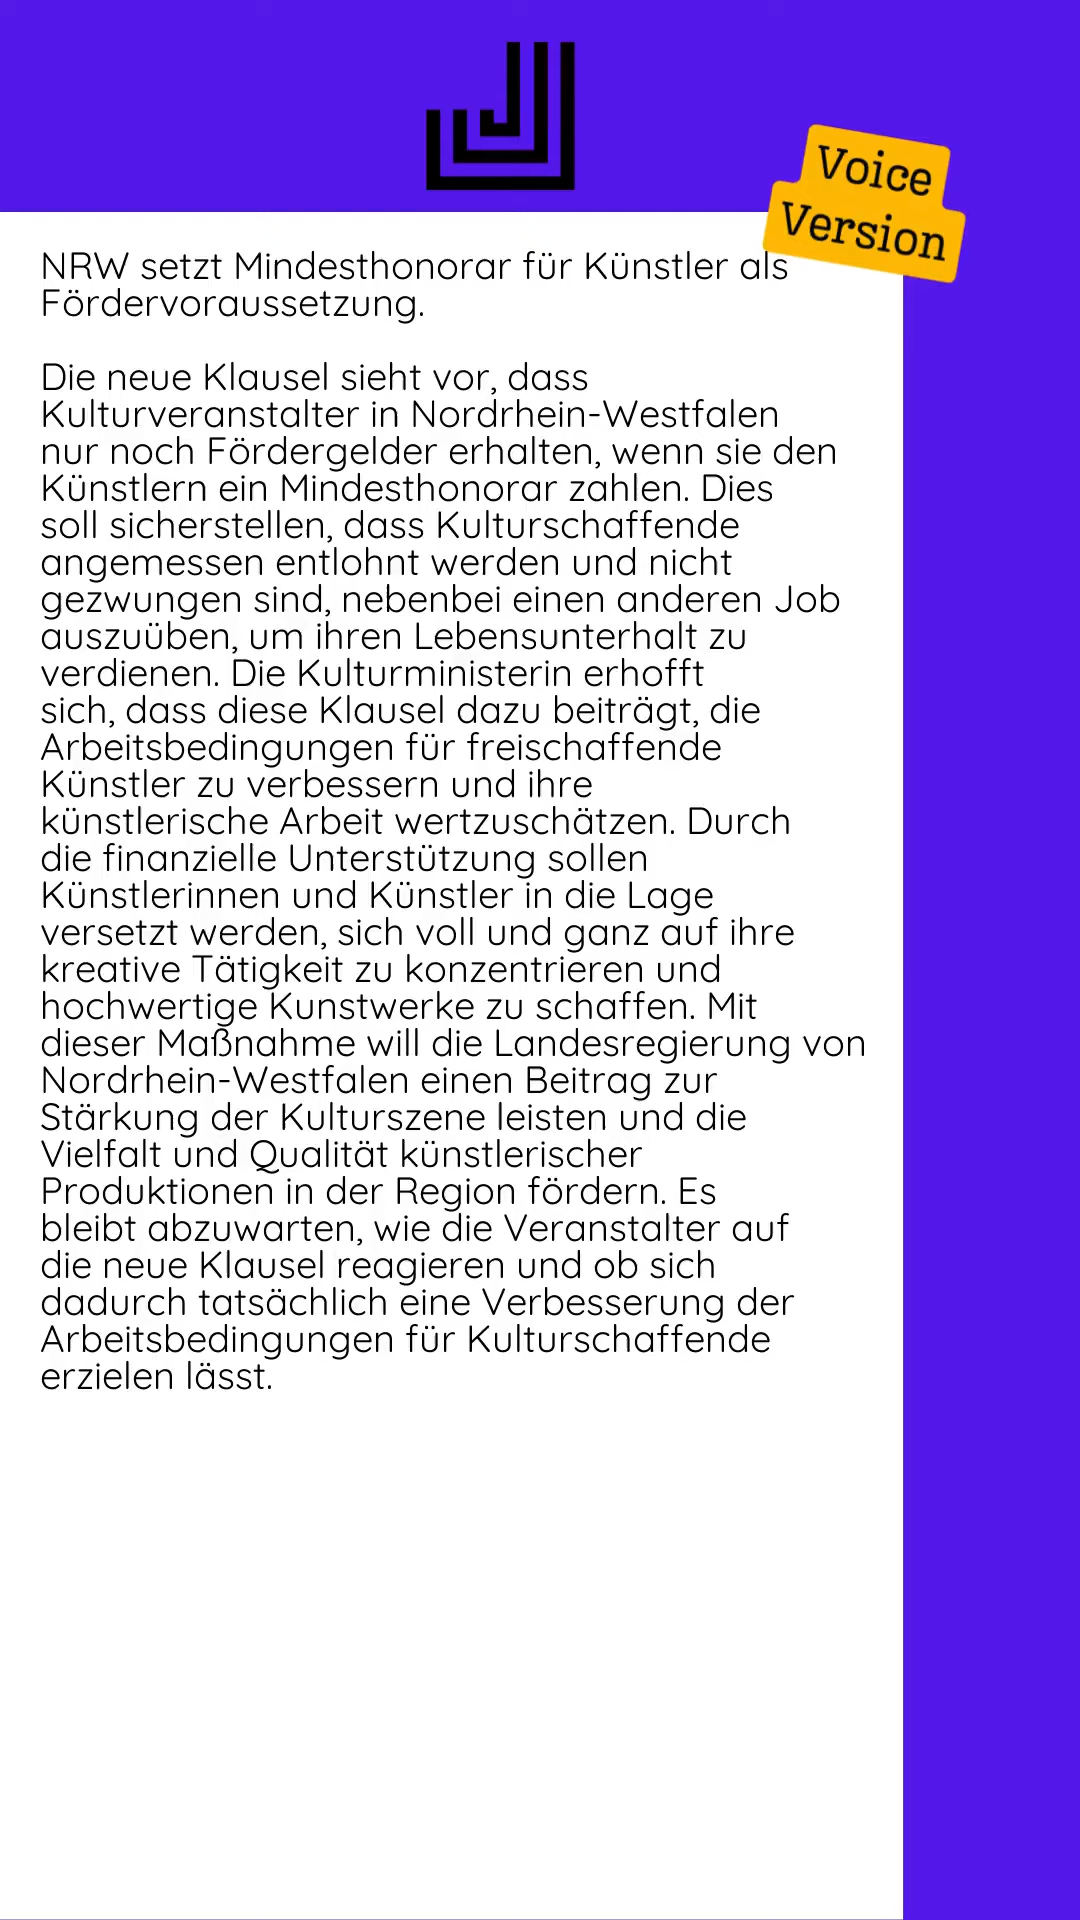 Voice
Version
NRW setzt Mindesthonorar für Künstler als
Fördervoraussetzung.
Die neue Klausel sieht vor, dass
Kulturveranstalter in Nordrhein-Westfalen
nur noch Fördergelder erhalten, wenn sie den
Künstlern ein Mindesthonorar zahlen. Dies
soll sicherstellen, dass Kulturschaffende
angemessen entlohnt werden und nicht
gezwungen sind, nebenbei einen anderen Job
auszuüben, um ihren Lebensunterhalt zu
verdienen. Die Kulturministerin erhofft
sich, dass diese Klausel dazu beiträgt, die
Arbeitsbedingungen für freischaffende
Künstler zu verbessern und ihre
künstlerische Arbeit wertzuschätzen. Durch
die finanzielle Unterstützung sollen
Künstlerinnen und Künstler in die Lage
versetzt werden, sich voll und ganz auf ihre
kreative Tätigkeit zu konzentrieren und
hochwertige Kunstwerke zu schaffen. Mit
dieser Maßnahme will die Landesregierung von
Nordrhein-Westfalen einen Beitrag zur
Stärkung der Kulturszene leisten und die
Vielfalt und Qualität künstlerischer
Produktionen in der Region fördern. Es
bleibt abzuwarten, wie die Veranstalter auf
die neue Klausel reagieren und ob sich
dadurch tatsächlich eine Verbesserung der
Arbeitsbedingungen für Kulturschaffende
erzielen lässt.